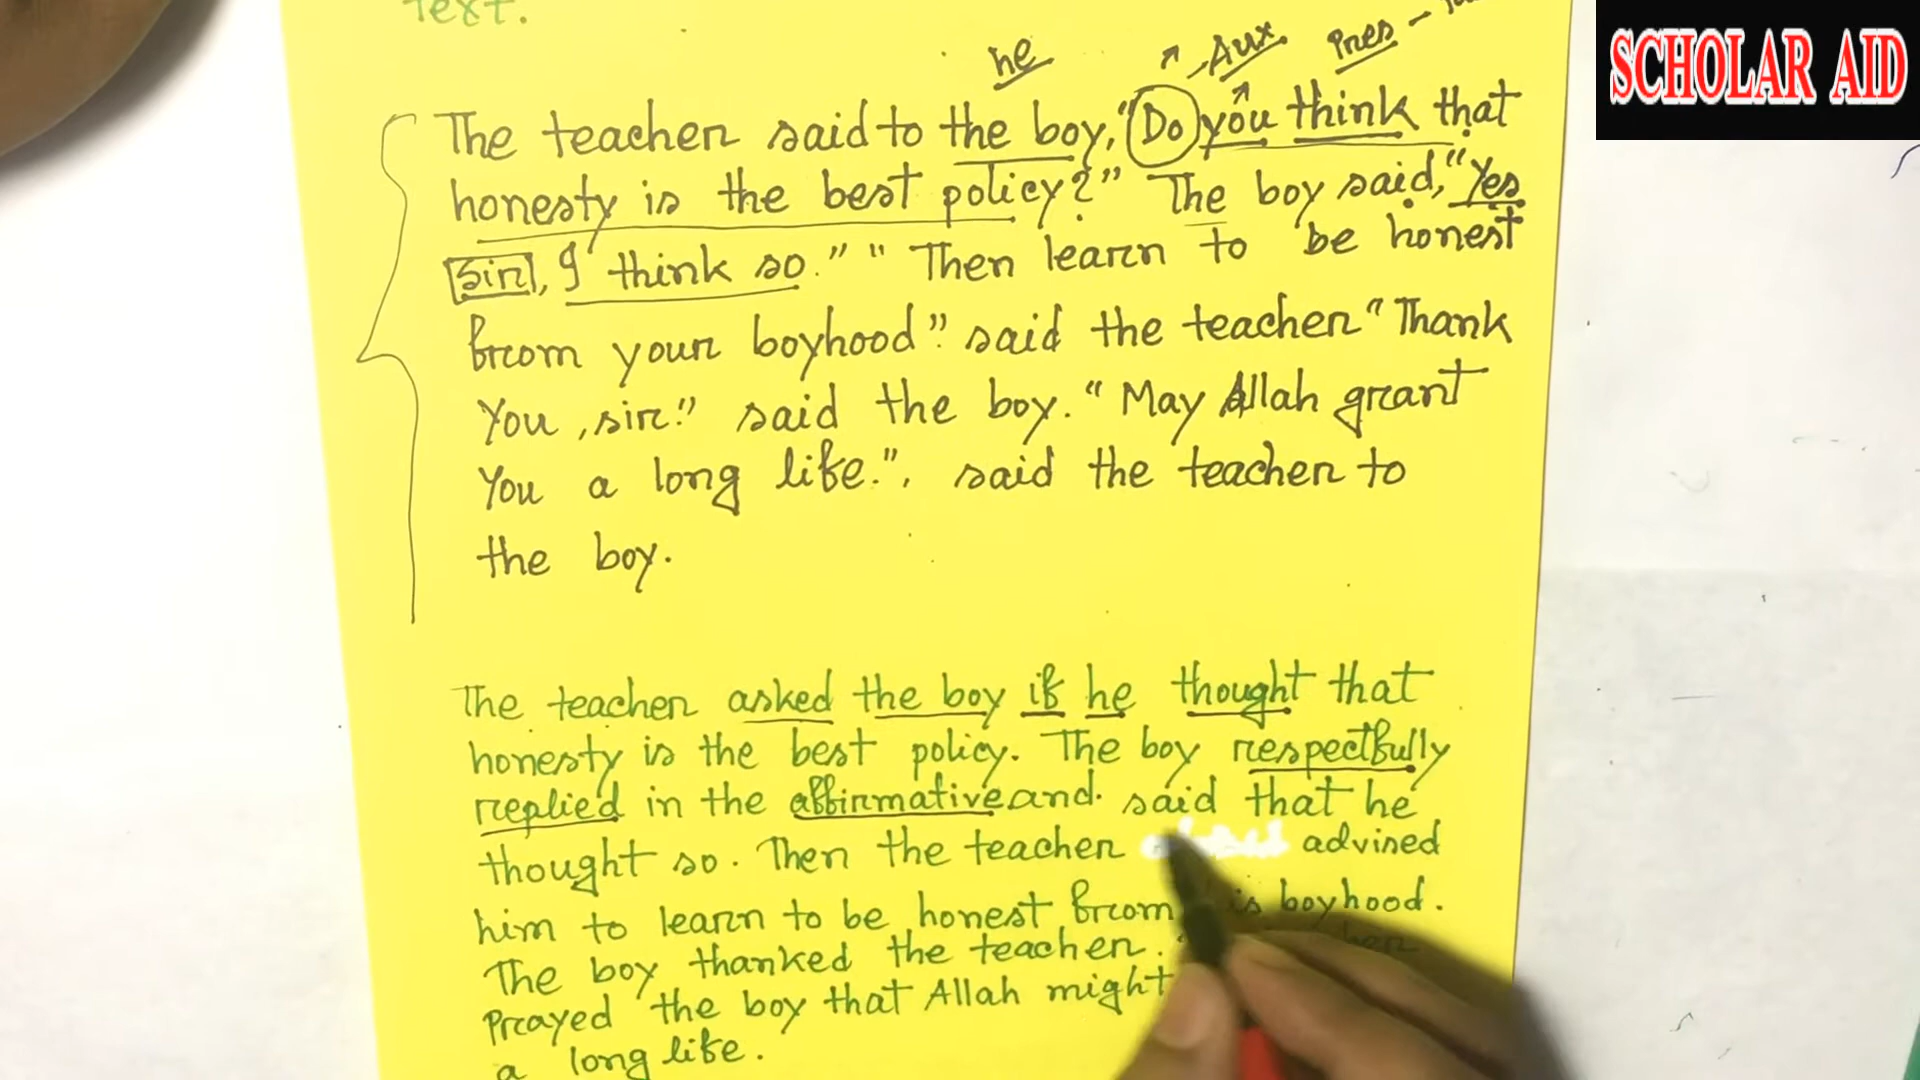 Text.
SCHOLAR AID
he
Aux
Pres -
The teacher said to the boy, "Do you think that
honesty is the best policy?" The boy said, "Yes
sir, I think so." "Then learn to be honest
from your boyhood" said the teacher "Thank
You, sir." said the boy. "May Allah grant
You a long life.", said the teacher to
the boy.
The teacher asked the boy if he thought that
honesty is the best policy. The boy respectfully
replied in the affirmative and said that he
thought so. Then the teacher advised
him to learn to be honest from boyhood.
The boy thanked the teacher.
Prayed the boy that Allah might
a long life.